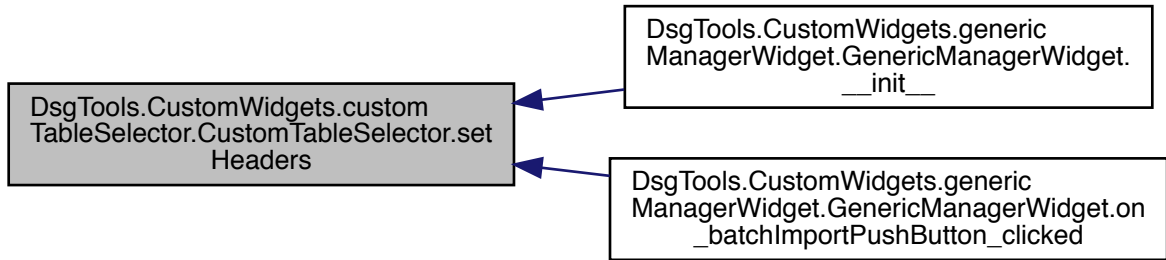 DsgTools.CustomWidgets.custom
TableSelector.CustomTableSelector.set
Headers
DsgTools.CustomWidgets.generic
ManagerWidget.GenericManagerWidget.
__init__
DsgTools.CustomWidgets.generic
ManagerWidget.GenericManagerWidget.on
_batchImportPushButton_clicked